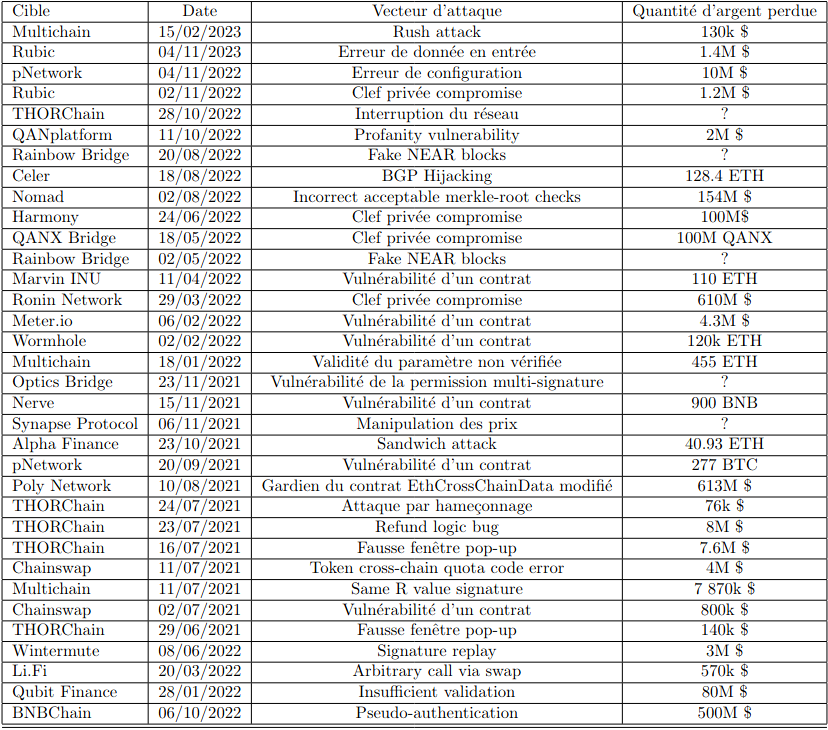 Cible Date Vecteur d'attaque Quantité d'argent perdue
Multichain 15/02/2023 Rush attack 130k $
Rubic 04/11/2023 Erreur de donnée en entrée 1.4M $
pNetwork 04/11/2022 Erreur de configuration 10M $
Rubic 02/11/2022 Clef privée compromise 1.2M $
THORChain 28/10/2022 Interruption du réseau ?
QANplatform 11/10/2022 Profanity vulnerability 2M $
Rainbow Bridge 20/08/2022 Fake NEAR blocks ?
Celer 18/08/2022 BGP Hijacking 128.4 ETH
Nomad 02/08/2022 Incorrect acceptable merkle-root checks 154M $
Harmony 24/06/2022 Clef privée compromise 100M$
QANX Bridge 18/05/2022 Clef privée compromise 100M QANX
Rainbow Bridge 02/05/2022 Fake NEAR blocks ?
Marvin INU 11/04/2022 Vulnérabilité d'un contrat 110 ETH
Ronin Network 29/03/2022 Clef privée compromise 610M $
Meter.io 06/02/2022 Vulnérabilité d'un contrat 4.3M $
Wormhole 02/02/2022 Vulnérabilité d'un contrat 120k ETH
Multichain 18/01/2022 Validité du paramètre non vérifiée 455 ETH
Optics Bridge 23/11/2021 Vulnérabilité de la permission multi-signature ?
Nerve 15/11/2021 Vulnérabilité d'un contrat 900 BNB
Synapse Protocol 06/11/2021 Manipulation des prix ?
Alpha Finance 23/10/2021 Sandwich attack 40.93 ETH
pNetwork 20/09/2021 Vulnérabilité d'un contrat 277 BTC
Poly Network 10/08/2021 Gardien du contrat EthCrossChainData modifié 613M $
THORChain 24/07/2021 Attaque par hameçonnage 76k $
THORChain 23/07/2021 Refund logic bug 8M $
THORChain 16/07/2021 Fausse fenêtre pop-up 7.6M $
Chainswap 11/07/2021 Token cross-chain quota code error 4M $
Multichain 11/07/2021 Same R value signature 7 870k $
Chainswap 02/07/2021 Vulnérabilité d'un contrat 800k $
THORChain 29/06/2021 Fausse fenêtre pop-up 140k $
Wintermute 08/06/2022 Signature replay 3M $
Li.Fi 20/03/2022 Arbitrary call via swap 570k $
Qubit Finance 28/01/2022 Insufficient validation 80M $
BNBChain 06/10/2022 Pseudo-authentication 500M $